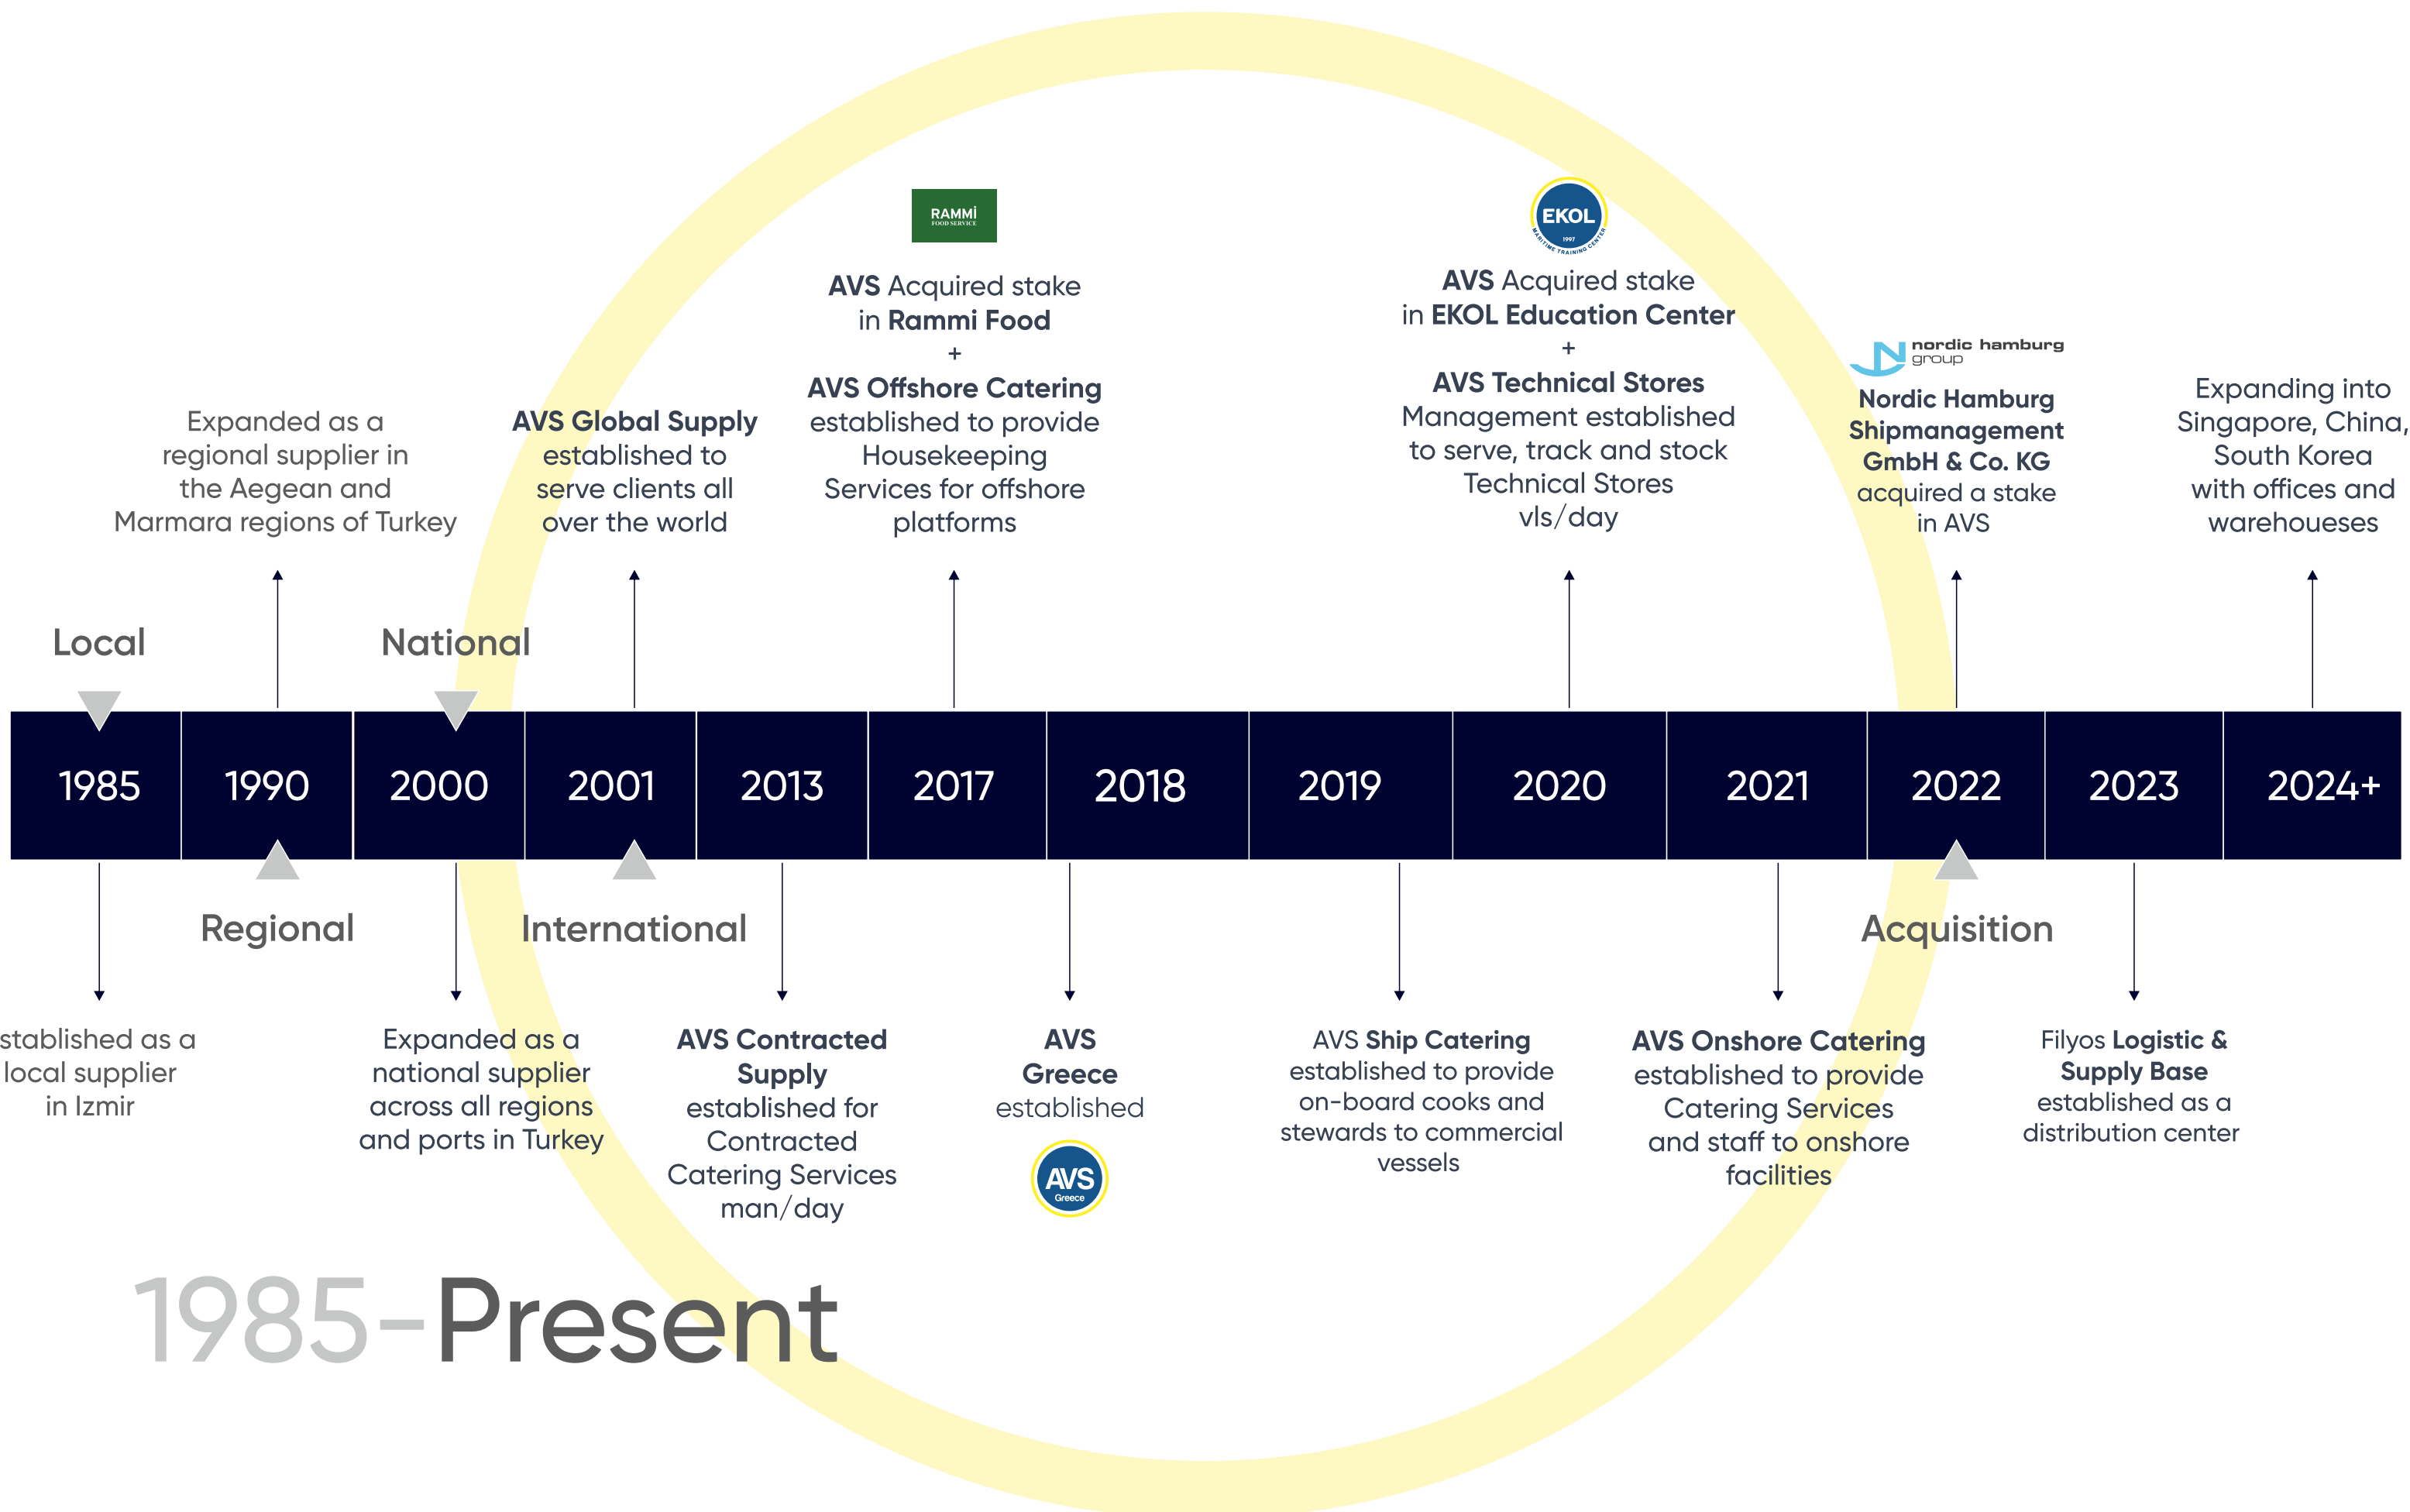 RAMMİ
FOOD SERVICE
AVS Acquired stake
in Rammi Food
+
AVS Offshore Catering
established to provide
Housekeeping
Services for offshore
platforms
EKOL
1997
MARITIME TRAINING CENTER
AVS Acquired stake
in EKOL Education Center
+
AVS Technical Stores
Management established
to serve, track and stock
Technical Stores
vls/day
nordic hamburg
group
Nordic Hamburg
Shipmanagement
GmbH & Co. KG
acquired a stake
in AVS
Expanding into
Singapore, China,
South Korea
with offices and
warehoueses
Expanded as a
regional supplier in
the Aegean and
Marmara regions of Turkey
AVS Global Supply
established to
serve clients all
over the world
Local
National
1985
1990
2000
2001
2013
2017
2018
2019
2020
2021
2022
2023
2024+
Regional
International
Acquisition
stablished as a
local supplier
in Izmir
Expanded as a
national supplier
across all regions
and ports in Turkey
AVS Contracted
Supply
established for
Contracted
Catering Services
man/day
AVS
Greece
established
AVS
Greece
AVS Ship Catering
established to provide
on-board cooks and
stewards to commercial
vessels
AVS Onshore Catering
established to provide
Catering Services
and staff to onshore
facilities
Filyos Logistic &
Supply Base
established as a
distribution center
1985-Present